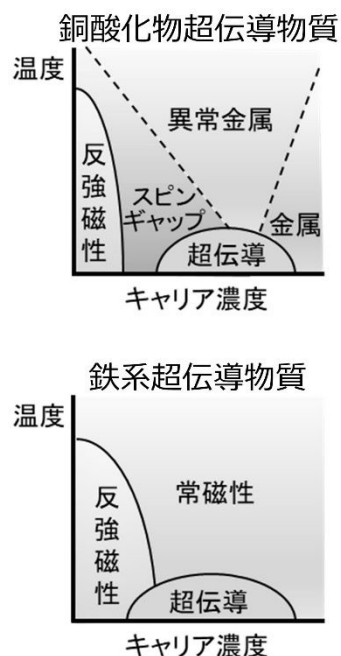 銅酸化物超伝導物質
温度
異常金属
反強磁性
スピン
ギャップ
金属
超伝導
キャリア濃度
鉄系超伝導物質
温度
常磁性
反強磁性
超伝導
キャリア濃度